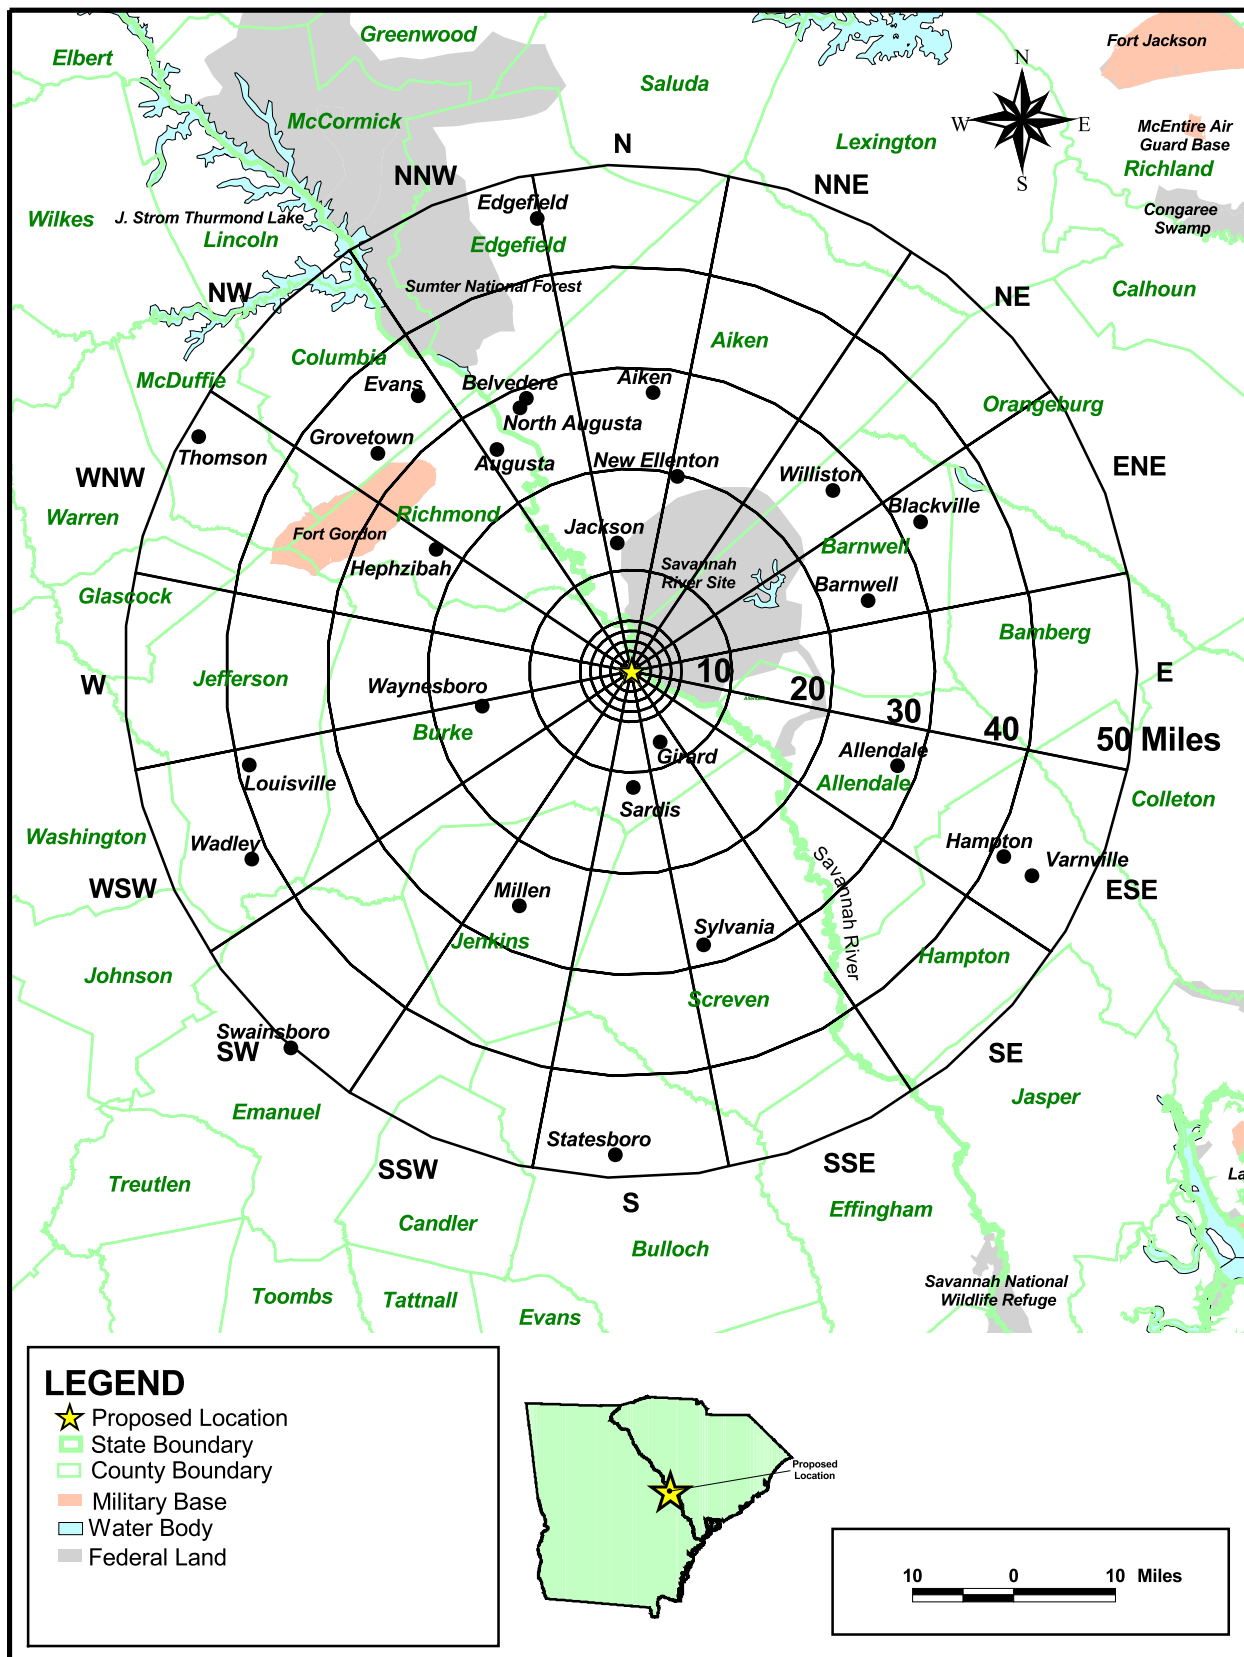 Greenwood
Elbert
Fort Jackson
N
Saluda
McCormick
W
E
S
McEntire Air
Guard Base
Lexington
Richland
N
NNW
NNE
Edgefield
Congaree
Swamp
Wilkes
J. Strom Thurmond Lake
Lincoln
Edgefield
Sumter National Forest
NW
NE
Calhoun
Aiken
Columbia
McDuffie
Evans
Belvedere
Aiken
Orangeburg
North Augusta
Grovetown
Thomson
Augusta
New Ellenton
ENE
WNW
Williston
Blackville
Warren
Richmond
Fort Gordon
Jackson
Barnwell
Hephzibah
Savannah
River Site
Barnwell
Glascock
Bamberg
W
Jefferson
Waynesboro
10
20
30
40
50 Miles
E
Burke
Girard
Allendale
Allendale
Louisville
Sardis
Colleton
Washington
Wadley
Hampton
Varnville
Savannah River
WSW
Millen
ESE
Sylvania
Jenkins
Hampton
Johnson
Screven
Swainsboro
SW
SE
Emanuel
Jasper
Statesboro
SSW
SSE
Treutlen
S
Effingham
Candler
Bulloch
La
Savannah National
Wildlife Refuge
Toombs
Tattnall
Evans
LEGEND
Proposed Location
State Boundary
County Boundary
Military Base
Water Body
Federal Land
Proposed
Location
10 0 10 Miles